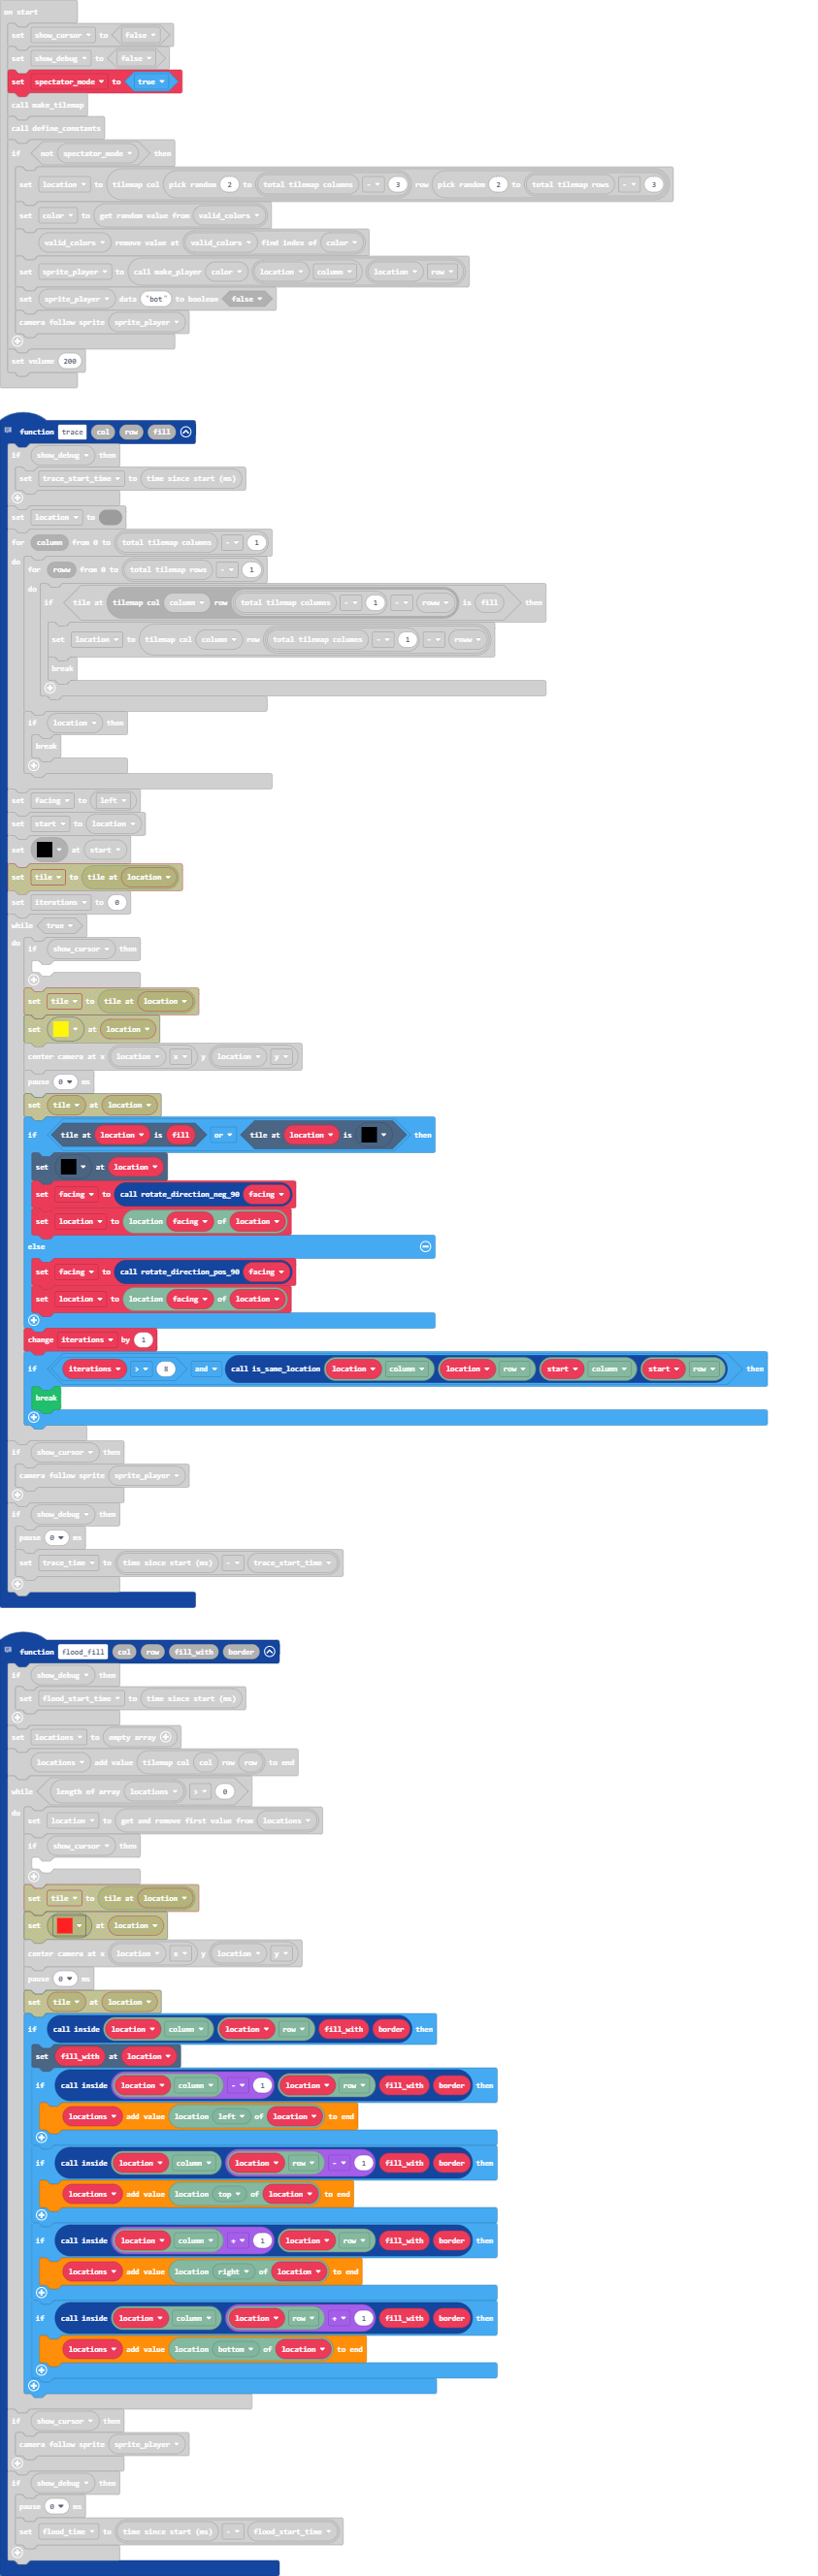 on start
set show_cursor to false
set show_debug to false
set spectator_mode to true
call make_tilemap
call define_constants
if not spectator_mode then
set location to tilemap col pick random 2 to total tilemap columns - 3 row pick random 2 to total tilemap rows - 3
set color to get random value from valid_colors
valid_colors remove value at valid_colors find index of color
set sprite_player to call make_player color location column location row
set sprite_player data "bot" to boolean false
camera follow sprite sprite_player
set volume 200
function trace col row fill
if show_debug then
set trace_start_time to time since start (ms)
set location to
for column from 0 to total tilemap columns - 1
do for roww from 0 to total tilemap rows - 1
do if tile at tilemap col column row total tilemap columns - 1 - roww is fill then
set location to tilemap col column row total tilemap columns - 1 - roww
break
if location then
break
set facing to left
set start to location
set at start
set tile to tile at location
set iterations to 0
while true
do if show_cursor then
set tile to tile at location
set at location
center camera at x location x y location y
pause 0 ms
set tile at location
if tile at location is fill or tile at location is then
set at location
set facing to call rotate_direction_neg_90 facing
set location to location facing of location
else
set facing to call rotate_direction_pos_90 facing
set location to location facing of location
change iterations by 1
if iterations > 8 and call is_same_location location column location row start column start row then
break
if show_cursor then
camera follow sprite sprite_player
if show_debug then
pause 0 ms
set trace_time to time since start (ms) - trace_start_time
function flood_fill col row fill_with border
if show_debug then
set flood_start_time to time since start (ms)
set locations to empty array
locations add value tilemap col col row row to end
while length of array locations > 0
do set location to get and remove first value from locations
if show_cursor then
set tile to tile at location
set at location
center camera at x location x y location y
pause 0 ms
set tile at location
if call inside location column location row fill_with border then
set fill_with at location
if call inside location column - 1 location row fill_with border then
locations add value location left of location to end
if call inside location column location row - 1 fill_with border then
locations add value location top of location to end
if call inside location column + 1 location row fill_with border then
locations add value location right of location to end
if call inside location column location row + 1 fill_with border then
locations add value location bottom of location to end
if show_cursor then
camera follow sprite sprite_player
if show_debug then
pause 0 ms
set flood_time to time since start (ms) - flood_start_time